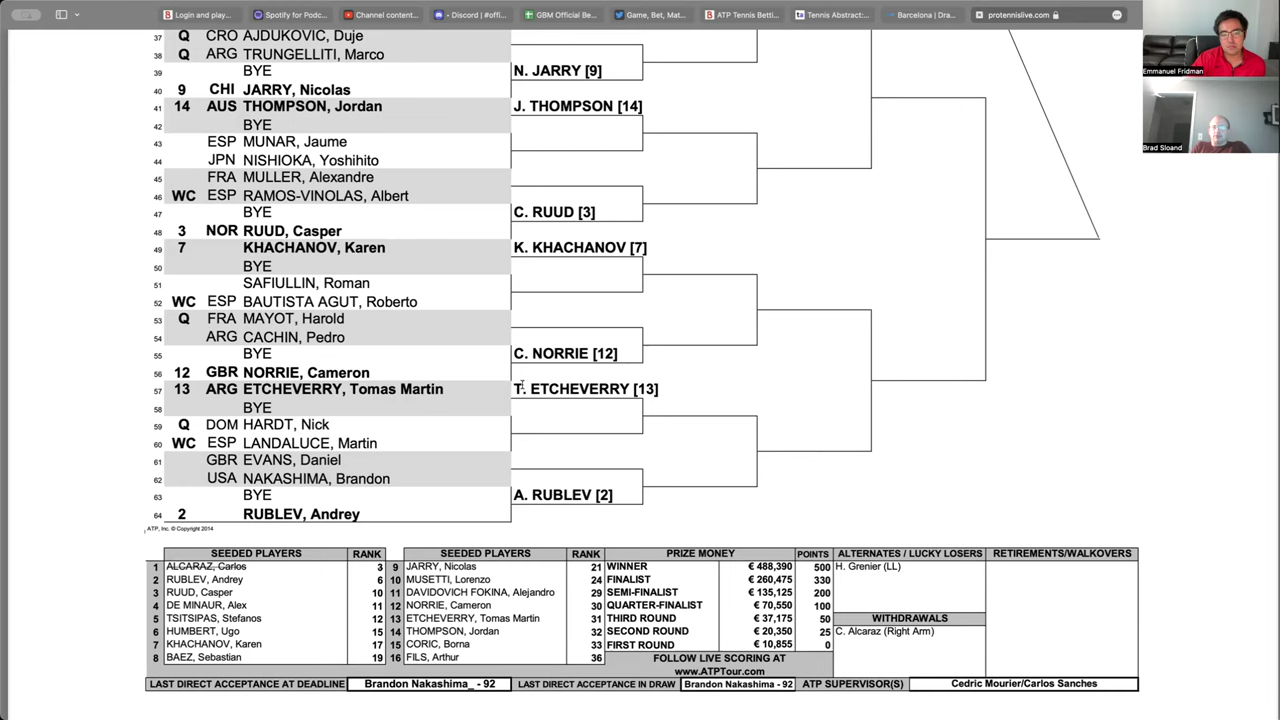 Login and play...
Spotify for Podc...
Channel content...
• Discord | #offi...
GBM Official Be...
Game, Bet, Mat...
ATP Tennis Betti...
Tennis Abstract:...
Barcelona | Dra...
protennislive.com
Emmanuel Fridman
Brad Sloand
37 Q CRO AJDUKOVIC, Duje
38 Q ARG TRUNGELLITI, Marco
39 BYE N. JARRY [9]
40 9 CHI JARRY, Nicolas
41 14 AUS THOMPSON, Jordan J. THOMPSON [14]
42 BYE
43 ESP MUNAR, Jaume
44 JPN NISHIOKA, Yoshihito
45 FRA MULLER, Alexandre
46 WC ESP RAMOS-VINOLAS, Albert
47 BYE C. RUUD [3]
48 3 NOR RUUD, Casper
49 7 KHACHANOV, Karen K. KHACHANOV [7]
50 BYE
51 SAFIULLIN, Roman
52 WC ESP BAUTISTA AGUT, Roberto
53 Q FRA MAYOT, Harold
54 ARG CACHIN, Pedro
55 BYE C. NORRIE [12]
56 12 GBR NORRIE, Cameron
57 13 ARG ETCHEVERRY, Tomas Martin T. ETCHEVERRY [13]
58 BYE
59 Q DOM HARDT, Nick
60 WC ESP LANDALUCE, Martin
61 GBR EVANS, Daniel
62 USA NAKASHIMA, Brandon
63 BYE A. RUBLEV [2]
64 2 RUBLEV, Andrey
ATP, Inc. © Copyright 2014
SEEDED PLAYERS RANK SEEDED PLAYERS RANK PRIZE MONEY POINTS ALTERNATES / LUCKY LOSERS RETIREMENTS/WALKOVERS
1 ALCARAZ, Carlos 3 9 JARRY, Nicolas 21 WINNER € 488,390 500 H. Grenier (LL)
2 RUBLEV, Andrey 6 10 MUSETTI, Lorenzo 24 FINALIST € 260,475 330
3 RUUD, Casper 10 11 DAVIDOVICH FOKINA, Alejandro 29 SEMI-FINALIST € 135,125 200
4 DE MINAUR, Alex 11 12 NORRIE, Cameron 30 QUARTER-FINALIST € 70,550 100
5 TSITSIPAS, Stefanos 12 13 ETCHEVERRY, Tomas Martin 31 THIRD ROUND € 37,175 50 WITHDRAWALS
6 HUMBERT, Ugo 15 14 THOMPSON, Jordan 32 SECOND ROUND € 20,350 25 C. Alcaraz (Right Arm)
7 KHACHANOV, Karen 17 15 CORIC, Borna 33 FIRST ROUND € 10,855 0
8 BAEZ, Sebastian 19 16 FILS, Arthur 36 FOLLOW LIVE SCORING AT
www.ATPTour.com
LAST DIRECT ACCEPTANCE AT DEADLINE Brandon Nakashima_ - 92 LAST DIRECT ACCEPTANCE IN DRAW Brandon Nakashima - 92 ATP SUPERVISOR(S) Cedric Mourier/Carlos Sanches